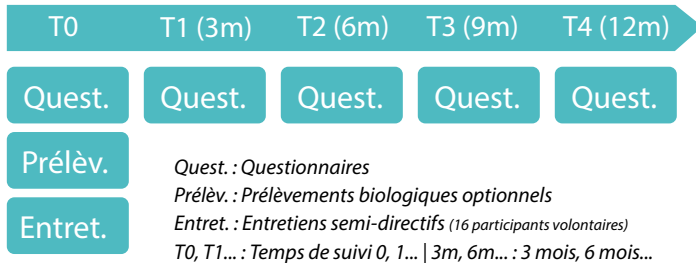 T0 T1 (3m) T2 (6m) T3 (9m) T4 (12m)
Quest. Quest. Quest. Quest. Quest.
Prélèv.
Entret.
Quest. : Questionnaires
Prélèv. : Prélèvements biologiques optionnels
Entret. : Entretiens semi-directifs (16 participants volontaires)
T0, T1... : Temps de suivi 0, 1... | 3m, 6m... : 3 mois, 6 mois...